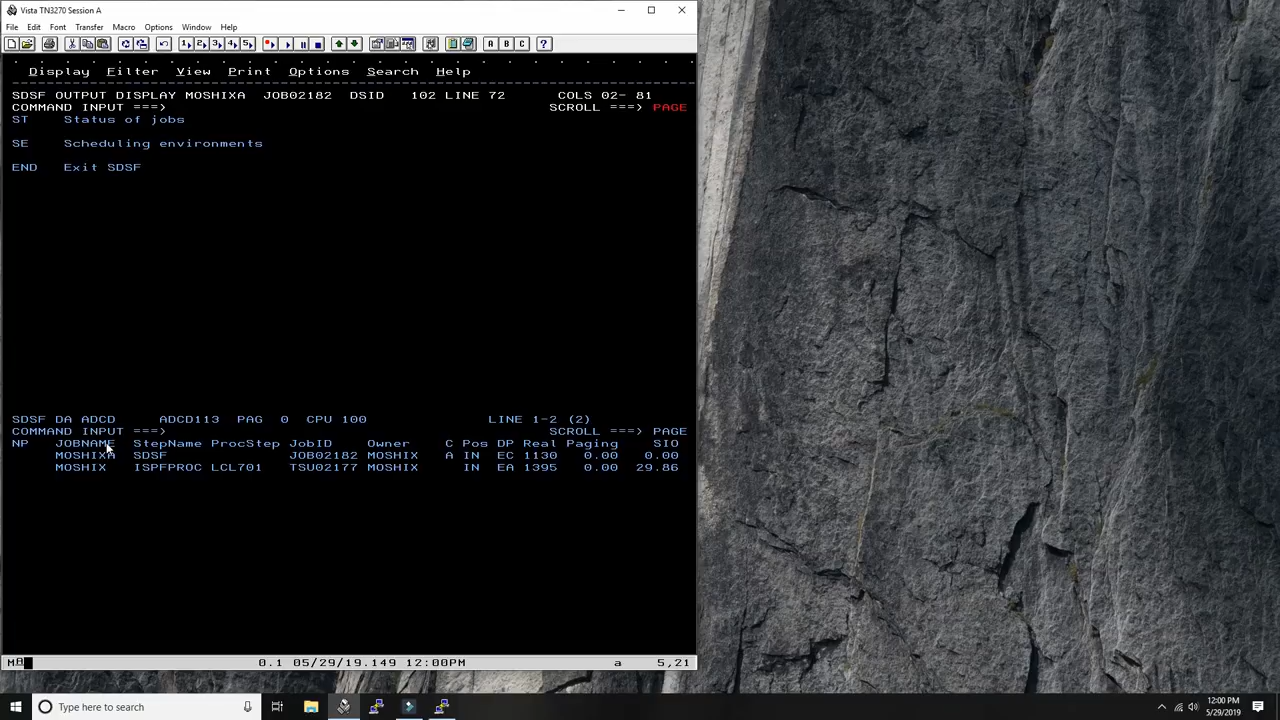 Vista TN3270 Session A
File Edit Font Transfer Macro Options Window Help
1 2 3 4 5 A B C ?
Display Filter View Print Options Search Help
SDSF OUTPUT DISPLAY MOSHIXA JOB02182 DSID 102 LINE 72 COLS 02- 81
COMMAND INPUT ===> SCROLL ===> PAGE
ST Status of jobs
SE Scheduling environments
END Exit SDSF
SDSF DA ADCD ADCD113 PAG 0 CPU 100 LINE 1-2 (2)
COMMAND INPUT ===> SCROLL ===> PAGE
NP JOBNAME StepName ProcStep JobID Owner C Pos DP Real Paging SIO
MOSHIXA SDSF JOB02182 MOSHIX A IN EC 1130 0.00 0.00
MOSHIX ISPFPROC LCL701 TSU02177 MOSHIX IN EA 1395 0.00 29.86
0.1 05/29/19.149 12:00PM a 5,21
Type here to search
12:00 PM
5/29/2019